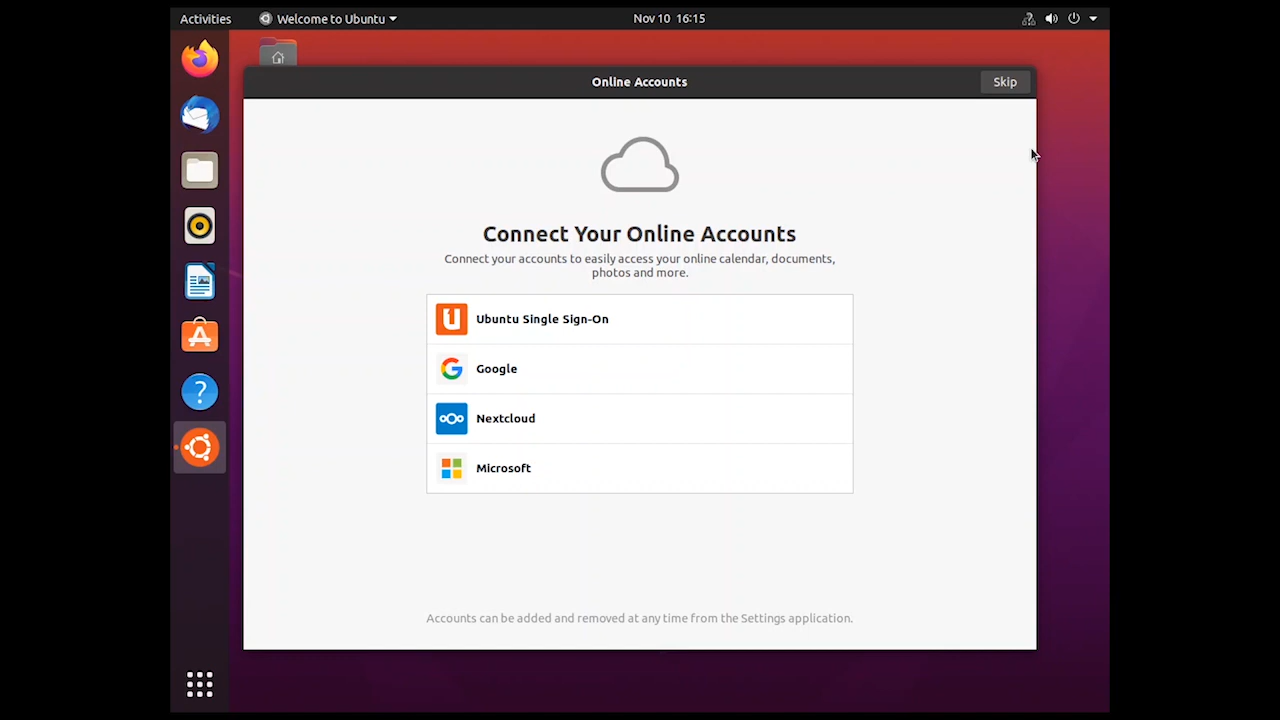 Activities
Welcome to Ubuntu
Nov 10 16:15
Online Accounts
Skip
Connect Your Online Accounts
Connect your accounts to easily access your online calendar, documents,
photos and more.
Ubuntu Single Sign-On
Google
Nextcloud
Microsoft
Accounts can be added and removed at any time from the Settings application.